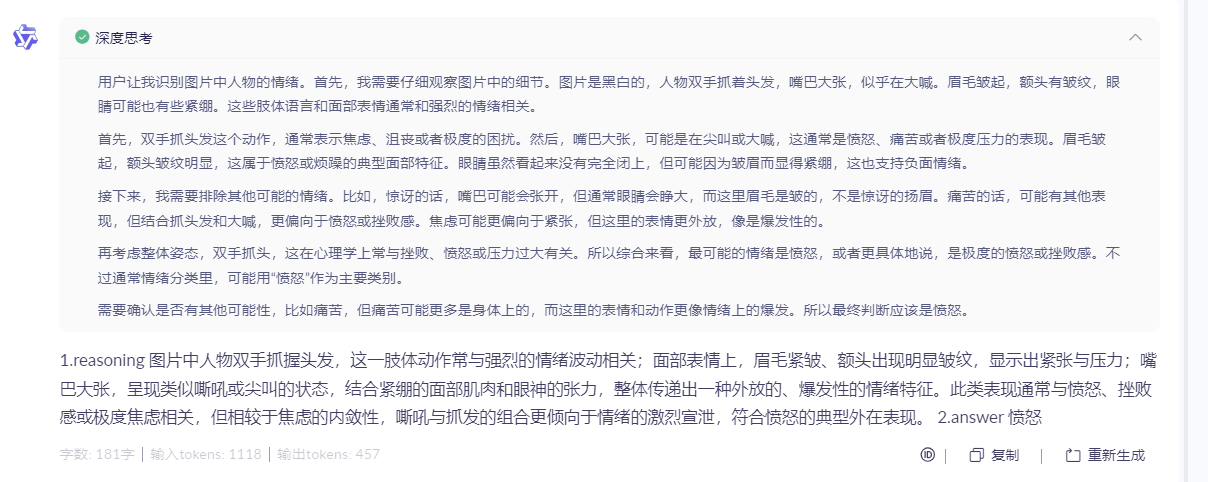 深度思考
用户让我识别图片中人物的情绪。首先，我需要仔细观察图片中的细节。图片是黑白的，人物双手抓着头发，嘴巴大张，似乎在大喊。眉毛皱起，额头有皱纹，眼
睛可能也有些紧绷。这些肢体语言和面部表情通常和强烈的情绪相关。
首先，双手抓头发这个动作，通常表示焦虑、沮丧或者极度的困扰。然后，嘴巴大张，可能是在尖叫或大喊，这通常是愤怒、痛苦或者极度压力的表现。眉毛皱
起，额头皱纹明显，这属于愤怒或烦躁的典型面部特征。眼睛虽然看起来没有完全闭上，但可能因为皱眉而显得紧绷，这也支持负面情绪。
接下来，我需要排除其他可能的情绪。比如，惊讶的话，嘴巴可能会张开，但通常眼睛会睁大，而这里眉毛是皱的，不是惊讶的扬眉。痛苦的话，可能有其他表
现，但结合抓头发和大喊，更偏向于愤怒或挫败感。焦虑可能更偏向于紧张，但这里的表情更外放，像是爆发性的。
再考虑整体姿态，双手抓头，这在心理学上常与挫败、愤怒或压力过大有关。所以综合来看，最可能的情绪是愤怒，或者更具体地说，是极度的愤怒或挫败感。不
过通常情绪分类里，可能用“愤怒”作为主要类别。
需要确认是否有其他可能性，比如痛苦，但痛苦可能更多是身体上的，而这里的表情和动作更像情绪上的爆发。所以最终判断应该是愤怒。
1.reasoning 图片中人物双手抓握头发，这一肢体动作常与强烈的情绪波动相关；面部表情上，眉毛紧皱、额头出现明显皱纹，显示出紧张与压力；嘴
巴大张，呈现类似嘶吼或尖叫的状态，结合紧绷的面部肌肉和眼神的张力，整体传递出一种外放的、爆发性的情绪特征。此类表现通常与愤怒、挫败
感或极度焦虑相关，但相较于焦虑的内敛性，嘶吼与抓发的组合更倾向于情绪的激烈宣泄，符合愤怒的典型外在表现。 2.answer 愤怒
字数: 181字 | 输入tokens: 1118 | 输出tokens: 457 ID | 复制 | 重新生成